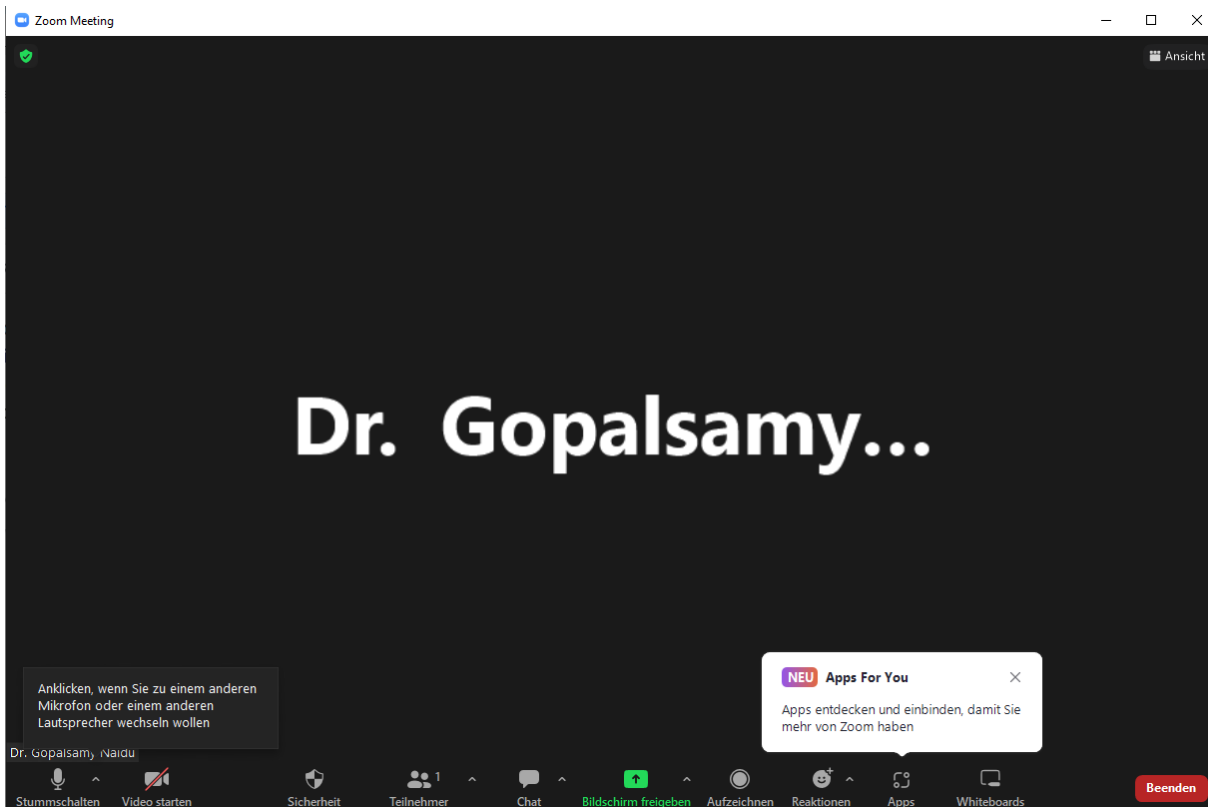 Zoom Meeting
Ansicht
Dr. Gopalsamy...
Anklicken, wenn Sie zu einem anderen
Mikrofon oder einem anderen
Lautsprecher wechseln wollen
NEU Apps For You
Apps entdecken und einbinden, damit Sie
mehr von Zoom haben
Dr. Gopalsamy Naidu
1
Stummschalten Video starten Sicherheit Teilnehmer Chat Bildschirm freigeben Aufzeichnen Reaktionen Apps Whiteboards Beenden